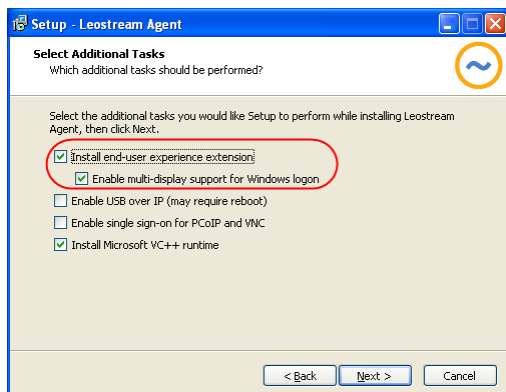 Setup - Leostream Agent
Select Additional Tasks
Which additional tasks should be performed?
Select the additional tasks you would like Setup to perform while installing Leostream
Agent, then click Next.
Install end-user experience extension
Enable multi-display support for Windows logon
Enable USB over IP (may require reboot)
Enable single sign-on for PCoIP and VNC
Install Microsoft VC++ runtime
< Back
Next >
Cancel